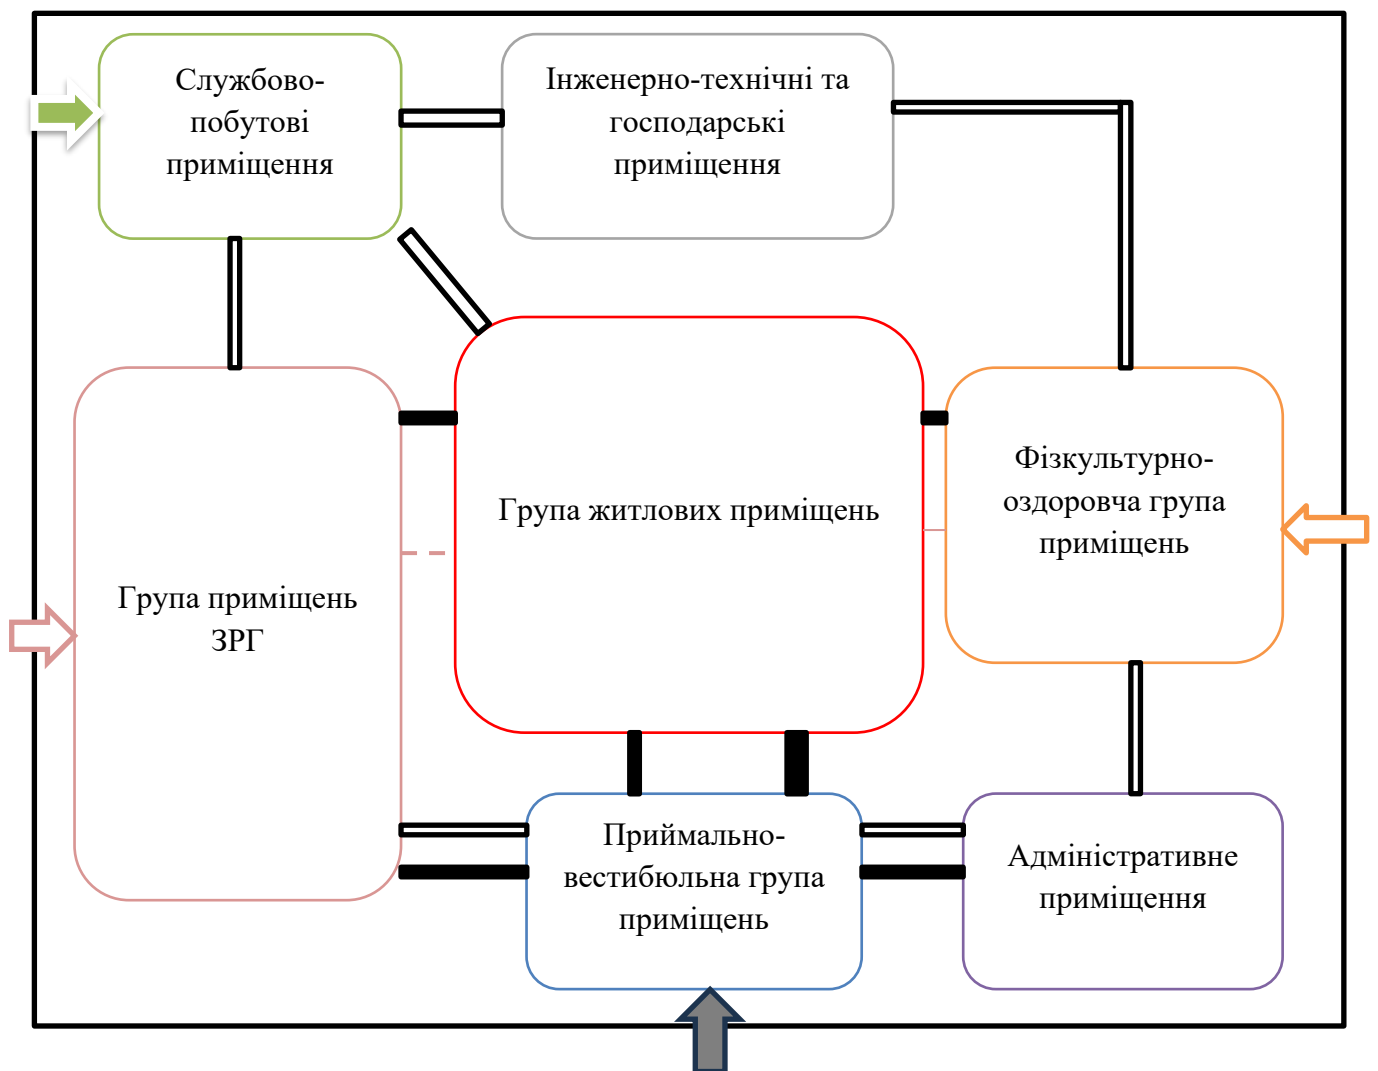 Службово-
побутові
приміщення
Інженерно-технічні та
господарські
приміщення
Фізкультурно-
оздоровча група
приміщень
Група житлових приміщень
Група приміщень
ЗРГ
Приймально-
вестибюльна група
приміщень
Адміністративне
приміщення